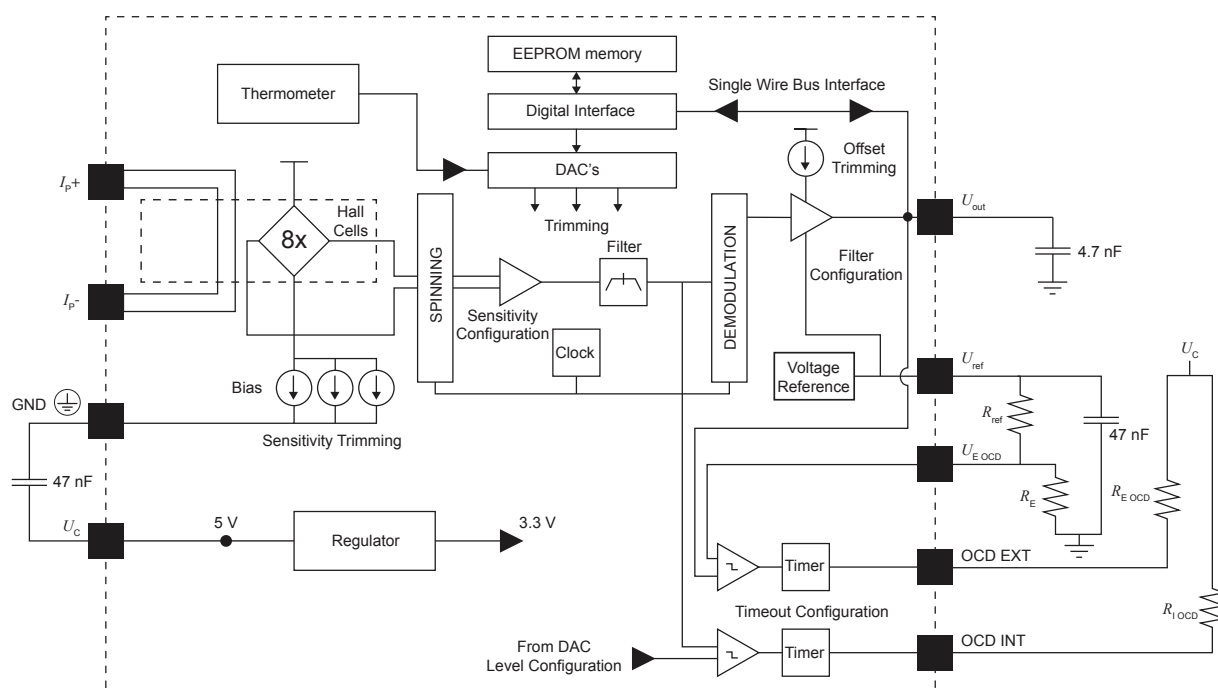 EEPROM memory
Thermometer
Single Wire Bus Interface
Digital Interface
Offset
Trimming
DAC's
I_P+
Hall
Cells
U_out
Trimming
8x
Filter
Filter
Configuration
4.7 nF
I_P-
SPINNING
DEMODULATION
Sensitivity
Configuration
Clock
U_C
Voltage
Reference
U_ref
Bias
GND
R_ref
47 nF
Sensitivity Trimming
U_E OCD
47 nF
R_E
R_E OCD
U_C
5 V
Regulator
3.3 V
OCD EXT
Timer
Timeout Configuration
R_I OCD
OCD INT
From DAC
Level Configuration
Timer